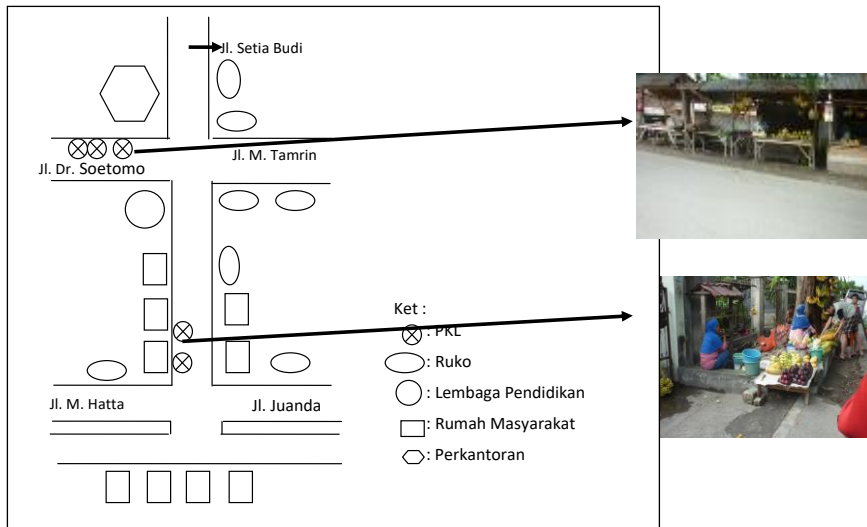 Jl. Setia Budi
Jl. M. Tamrin
Jl. Dr. Soetomo
Ket :
: PKL
: Ruko
: Lembaga Pendidikan
: Rumah Masyarakat
: Perkantoran
Jl. M. Hatta
Jl. Juanda